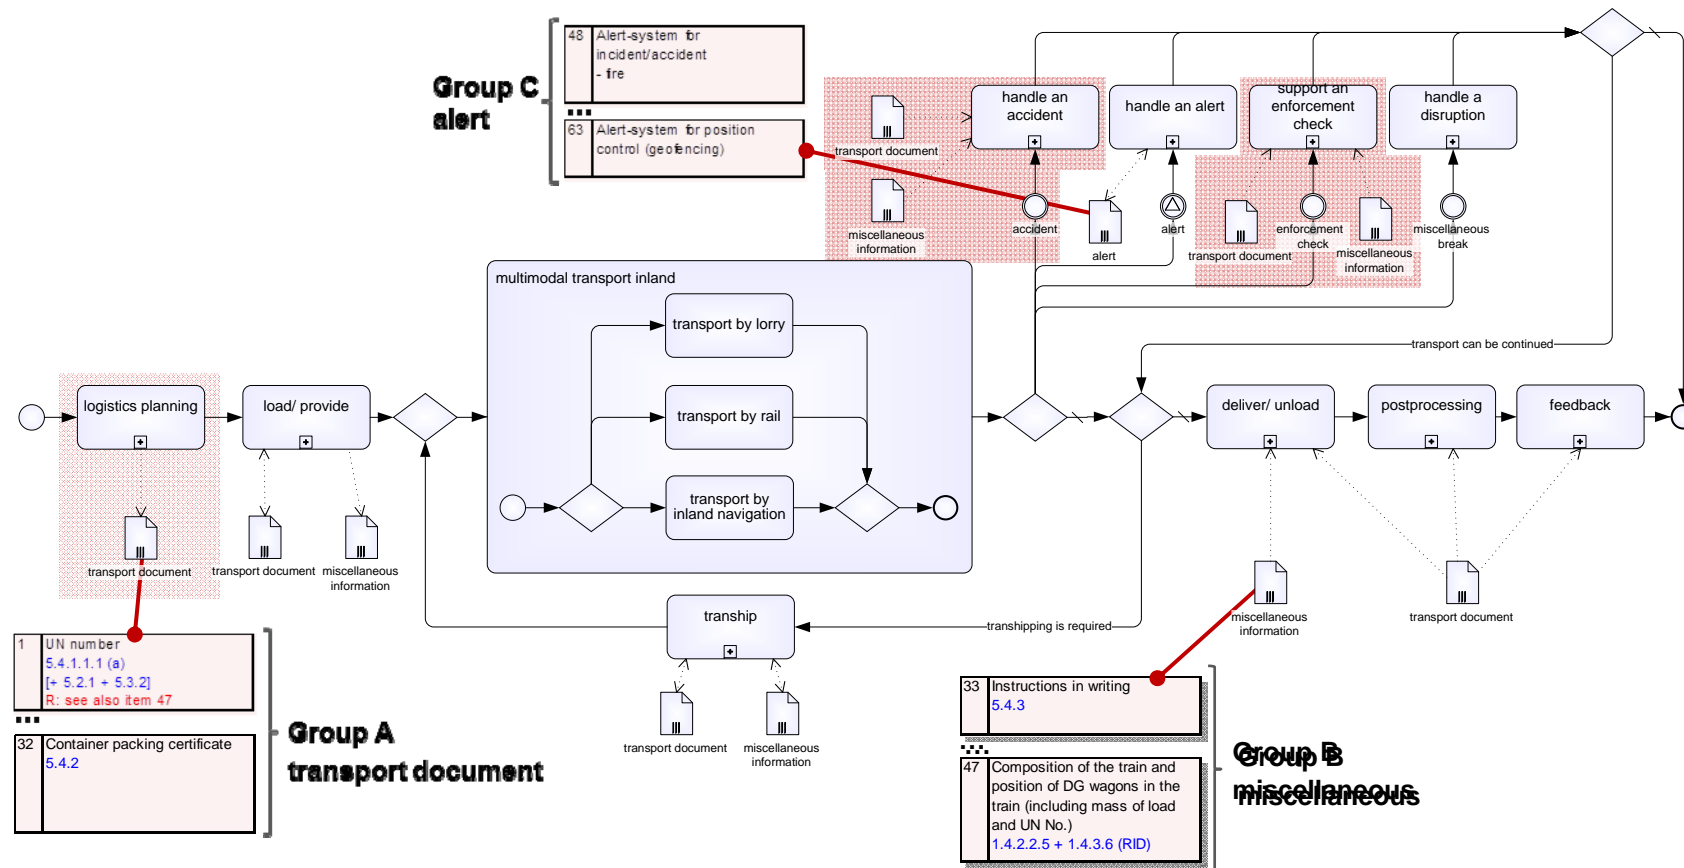 48 Alert-system for
incident/accident
- fire
Group C
alert
63 Alert-system for position
control (geofencing)
handle an
accident
handle an alert
support an
enforcement
check
handle a
disruption
transport document
miscellaneous
information
accident
alert
alert
transport document
enforcement
check
miscellaneous
information
miscellaneous
break
multimodal transport inland
transport by lorry
transport by rail
transport by
inland navigation
transport can be continued
logistics planning
load/ provide
deliver/ unload
postprocessing
feedback
transport document
transport document
miscellaneous
information
miscellaneous
information
transport document
tranship
transhipping is required
transport document
miscellaneous
information
1 UN number
5.4.1.1.1 (a)
[+ 5.2.1 + 5.3.2]
R: see also item 47
32 Container packing certificate
5.4.2
Group A
transport document
33 Instructions in writing
5.4.3
47 Composition of the train and
position of DG wagons in the
train (including mass of load
and UN No.)
1.4.2.2.5 + 1.4.3.6 (RID)
Group B
miscellaneous